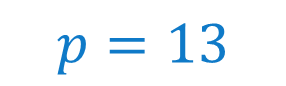 p = 13